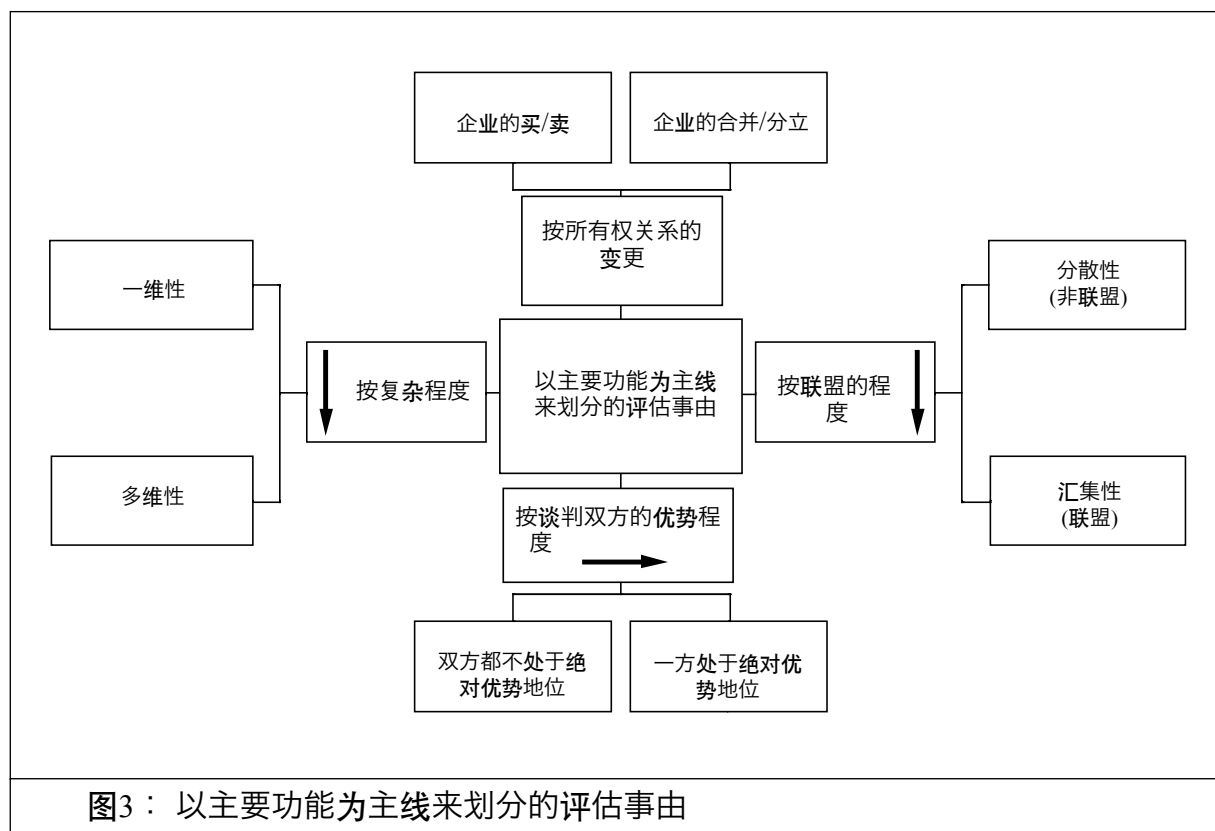 企业的买/卖
企业的合并/分立
按所有权关系的
变更
一维性
分散性
(非联盟)
按复杂程度
以主要功能为主线
来划分的评估事由
按联盟的程
度
多维性
汇集性
(联盟)
按谈判双方的优势程
度
双方都不处于绝
对优势地位
一方处于绝对优
势地位
图3： 以主要功能为主线来划分的评估事由